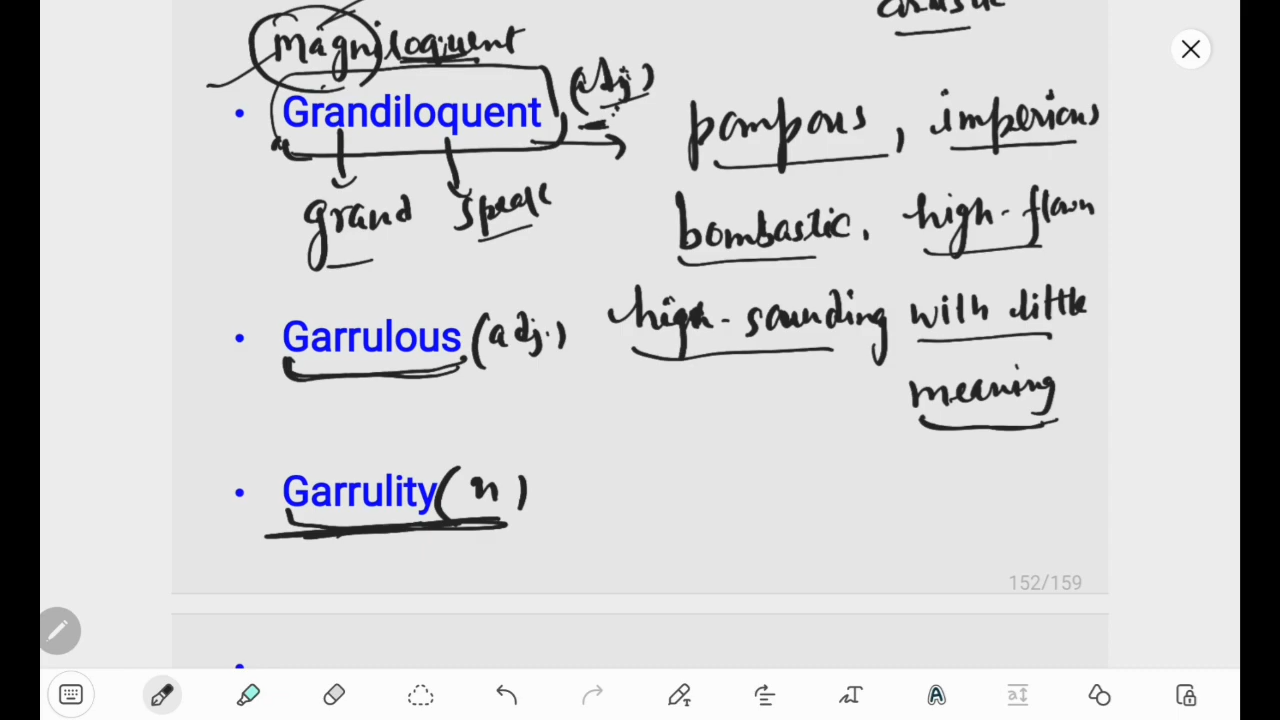 Magniloquent
• Grandiloquent (adj) → pompous, imperious
grand speak bombastic, high-flown
• Garrulous (adj.) high-sounding with little
meaning
• Garrulity (n)
152/159